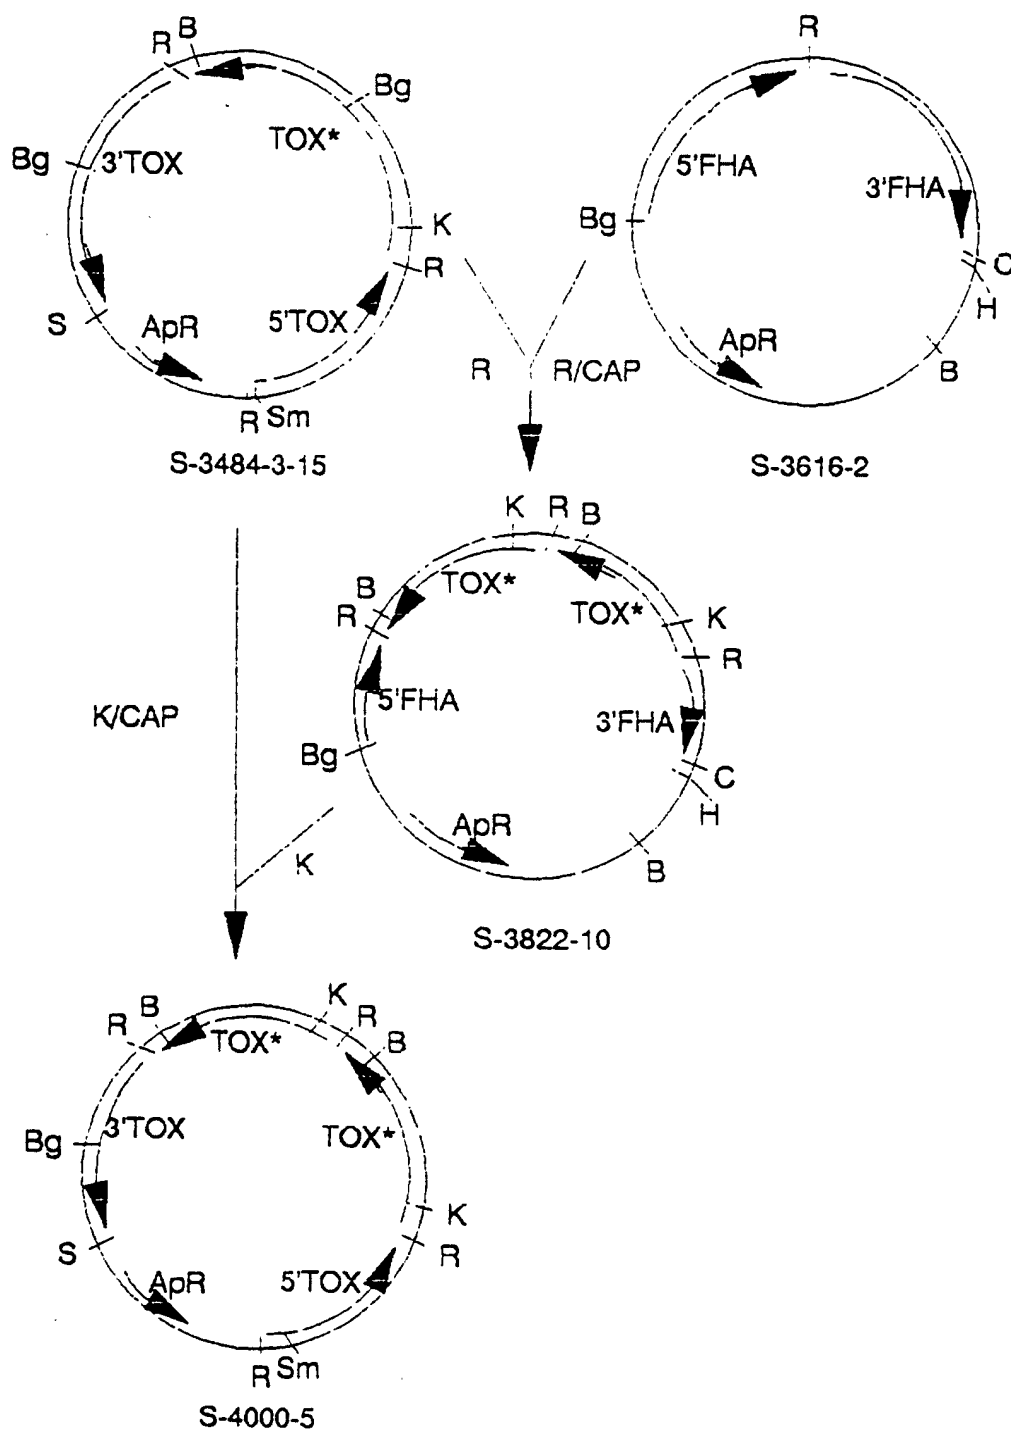 B
R
Bg
TOX*
Bg
3'TOX
K
R
5'TOX
S
ApR
R
Sm
S-3484-3-15
R
5'FHA
3'FHA
Bg
C
H
ApR
B
S-3616-2
R
R/CAP
K
R
B
TOX*
B
R
TOX*
K
R
5'FHA
3'FHA
Bg
C
H
ApR
B
S-3822-10
K/CAP
K
K
R
B
R
B
TOX*
3'TOX
Bg
TOX*
K
R
S
ApR
5'TOX
R
Sm
S-4000-5